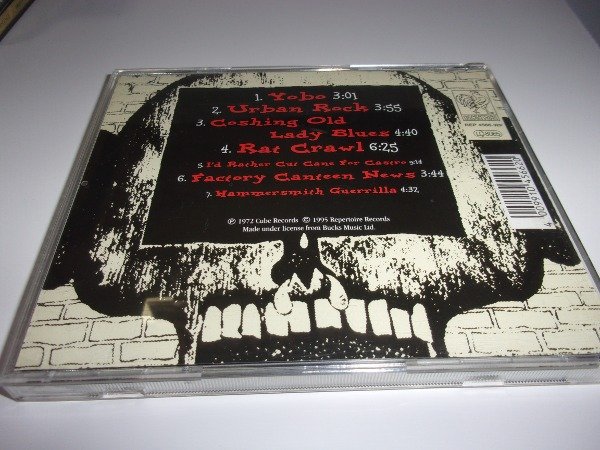 1. Yobo 3:01
2. Urban Rock 3:55
3. Coshing Old
Lady Blues 4:40
4. Rat Crawl 6:25
5. I'd Rather Cut Cane For Castro
6. Factory Canteen News 3:44
7. Hammersmith Guerrilla 4:32
℗ 1972 Cube Records © 1995 Repertoire Records
Made under license from Bucks Music Ltd.